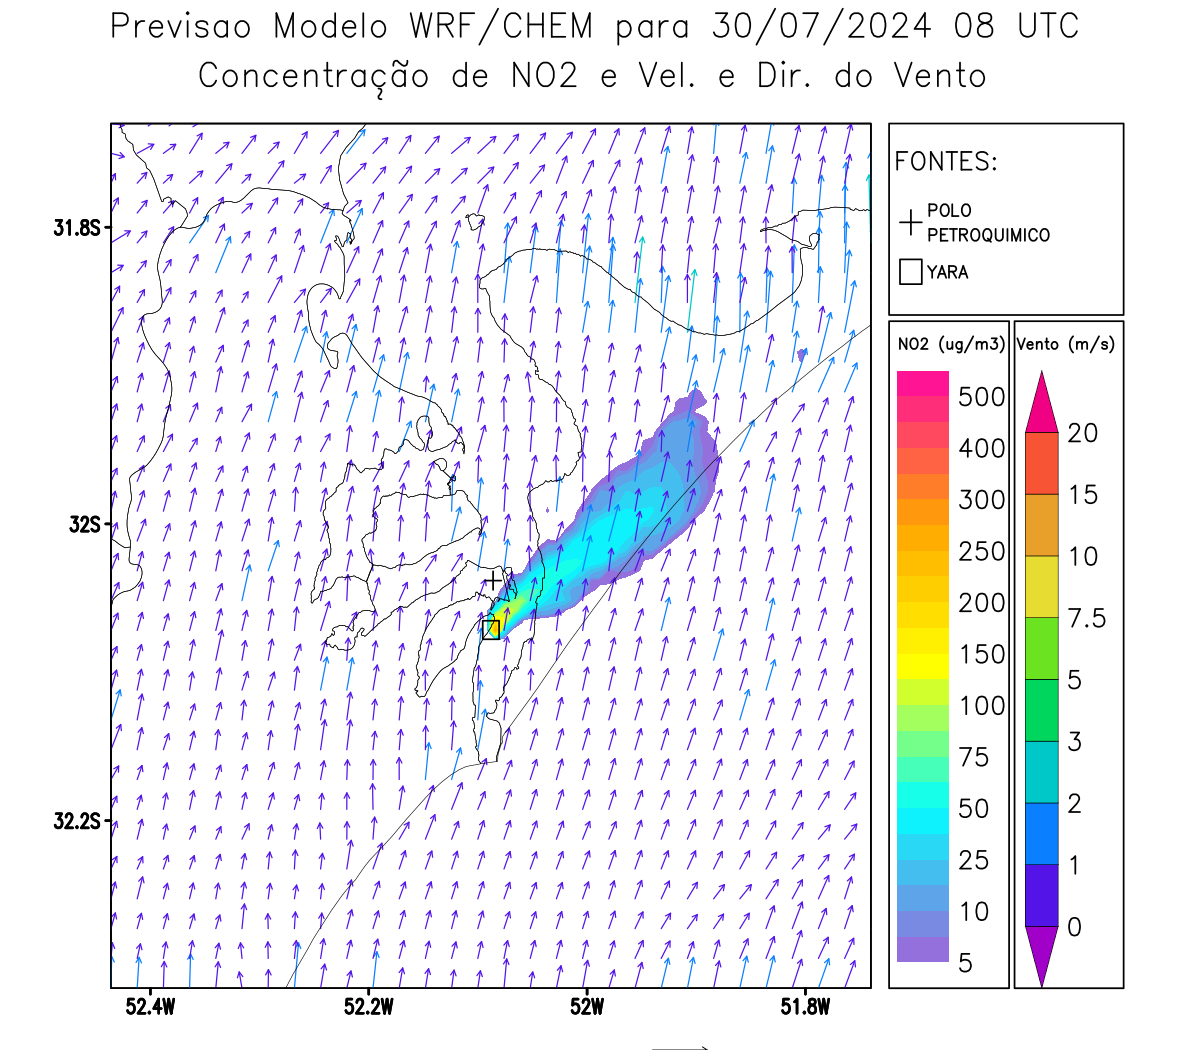 Previsao Modelo WRF/CHEM para 30/07/2024 08 UTC
Concentração de NO2 e Vel. e Dir. do Vento
FONTES:
POLO
PETROQUIMICO
YARA
31.8S
32S
32.2S
52.4W
52.2W
52W
51.8W
NO2 (ug/m3)
500
400
300
250
200
150
100
75
50
25
10
5
Vento (m/s)
20
15
10
7.5
5
3
2
1
0